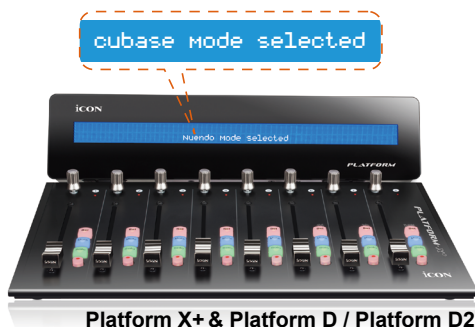 cubase mode selected
iCON
Nuendo mode selected
PLATFORM
PLATFORM X+
iCON
Platform X+ & Platform D / Platform D2